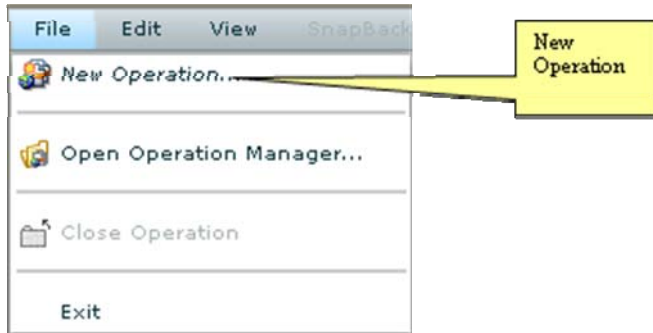 File Edit View SnapBack
New Operation...
New
Operation
Open Operation Manager...
Close Operation
Exit